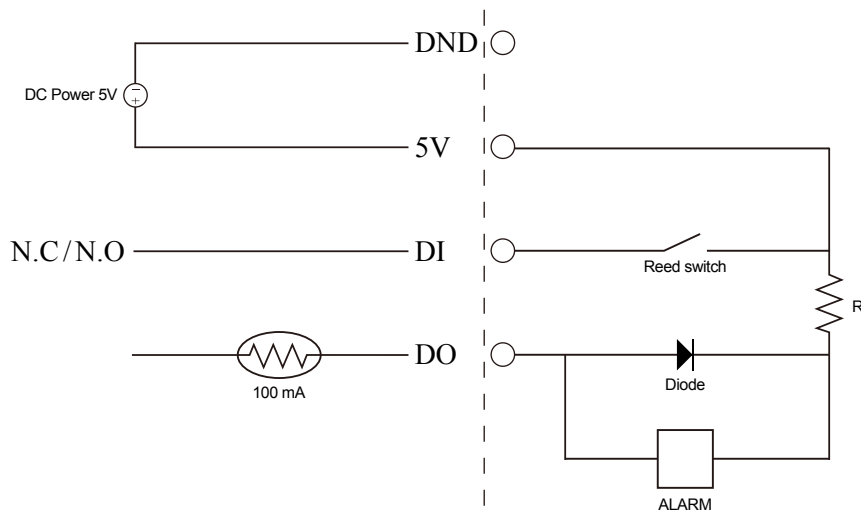 DND
DC Power 5V
5V
N.C/N.O
DI
Reed switch
R
DO
100 mA
Diode
ALARM